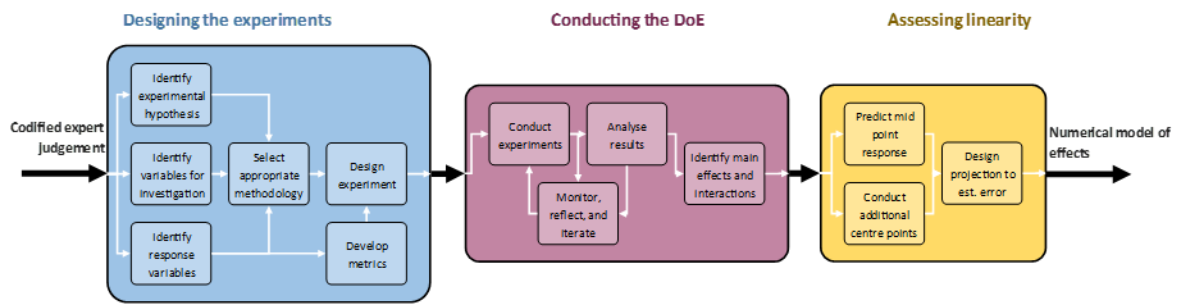 Designing the experiments
Conducting the DoE
Assessing linearity
Codified expert
judgement
Identify
experimental
hypothesis
Identify
variables for
investigation
Identify
response
variables
Select
appropriate
methodology
Design
experiment
Develop
metrics
Conduct
experiments
Analyse
results
Monitor,
reflect, and
iterate
Identify main
effects and
interactions
Predict mid
point
response
Conduct
additional
centre points
Design
projection to
est. error
Numerical model of
effects